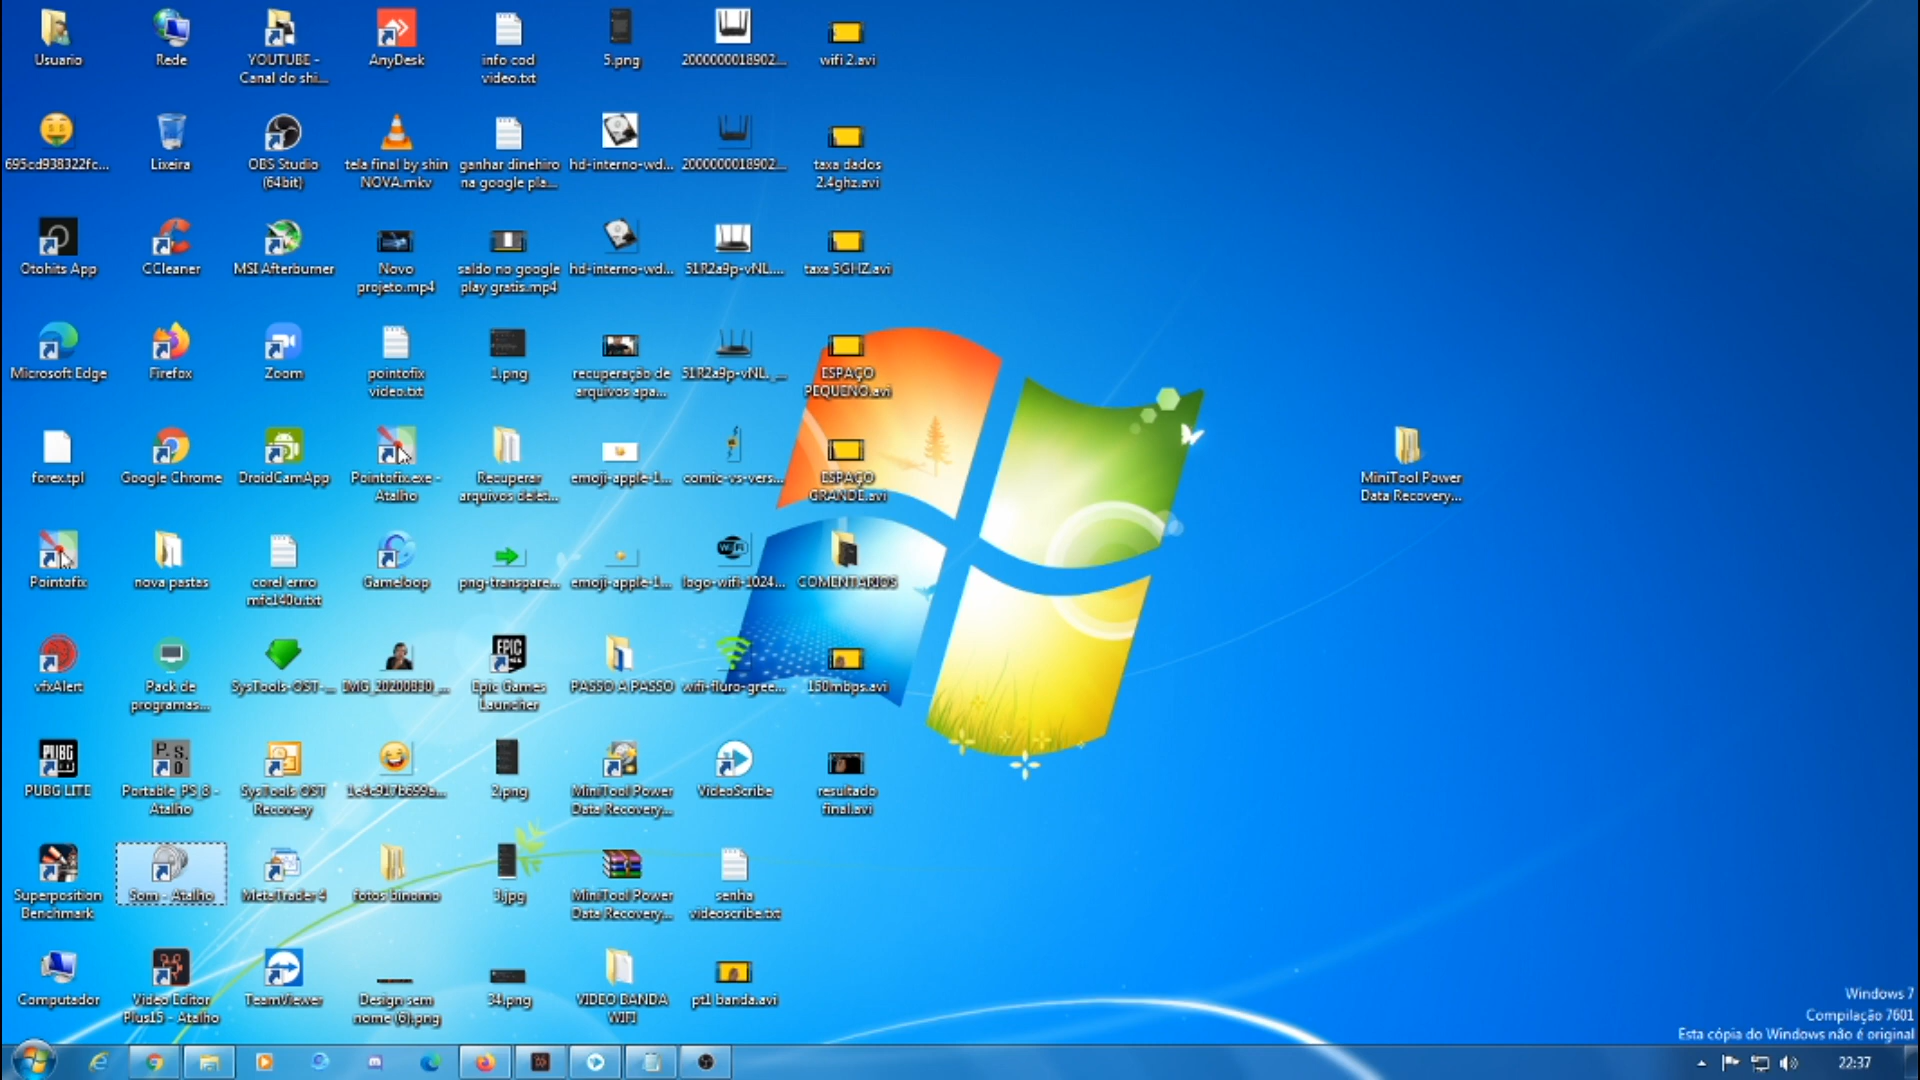 Usuario
Rede
YOUTUBE -
Canal do shi...
AnyDesk
info cod
video.txt
5.png
2000000018902...
wifi 2.avi
695cd938322fc...
Lixeira
OBS Studio
(64bit)
tela final by shin
NOVA.mkv
ganhar dinehiro
na google pla...
hd-interno-wd...
2000000018902...
taxa dados
2.4ghz.avi
Otohits App
CCleaner
MSI Afterburner
Novo
projeto.mp4
saldo no google
play gratis.mp4
hd-interno-wd...
51R2a9p-vNL....
taxa 5GHZ.avi
Microsoft Edge
Firefox
Zoom
pointofix
video.txt
1.png
recuperação de
arquivos apa...
51R2a9p-vNL._...
ESPAÇO
PEQUENO.avi
forex.tpl
Google Chrome
DroidCamApp
Pointofix.exe -
Atalho
Recuperar
arquivos delet...
emoji-apple-1...
comic-vs-vers...
ESPAÇO
GRANDE.avi
MiniTool Power
Data Recovery...
Pointofix
nova pastas
corel erro
mfc140u.txt
Gameloop
png-transpare...
emoji-apple-1...
WiFi
logo-wifi-1024...
COMENTARIOS
vfxAlert
Pack de
programas...
SysTools-OST-...
IMG_20200830_...
EPIC
Epic Games
Launcher
PASSO A PASSO
wifi-fluro-gree...
150mbps.avi
PUBG
PUBG LITE
Portable_PS_8 -
Atalho
SysTools OST
Recovery
1c4c917b699a...
2.png
MiniTool Power
Data Recovery...
VideoScribe
resultado
final.avi
Superposition
Benchmark
Som - Atalho
MetaTrader 4
fotos binomo
3.jpg
MiniTool Power
Data Recovery...
senha
videoscribe.txt
Computador
Video Editor
Plus15 - Atalho
TeamViewer
Design sem
nome (6).png
34.png
VIDEO BANDA
WIFI
pt1 banda.avi
Windows 7
Compilação 7601
Esta cópia do Windows não é original
22:37